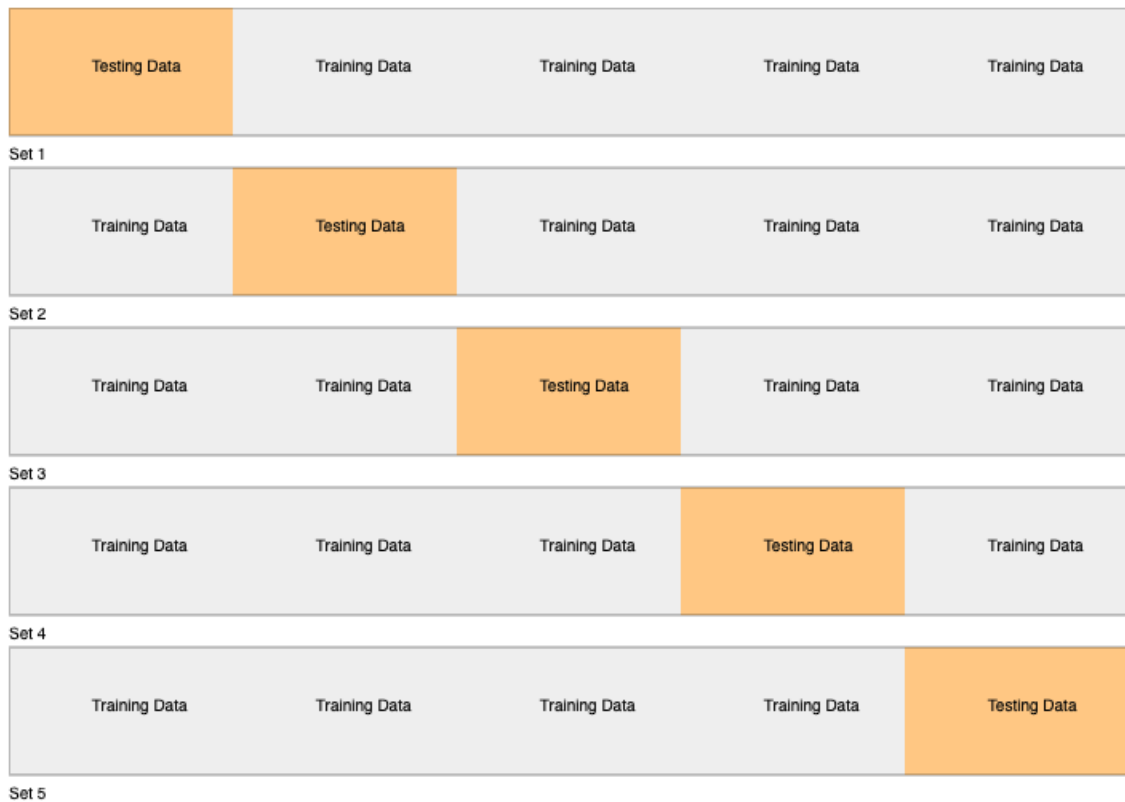 Testing Data Training Data Training Data Training Data Training Data
Set 1
Training Data Testing Data Training Data Training Data Training Data
Set 2
Training Data Training Data Testing Data Training Data Training Data
Set 3
Training Data Training Data Training Data Testing Data Training Data
Set 4
Training Data Training Data Training Data Training Data Testing Data
Set 5